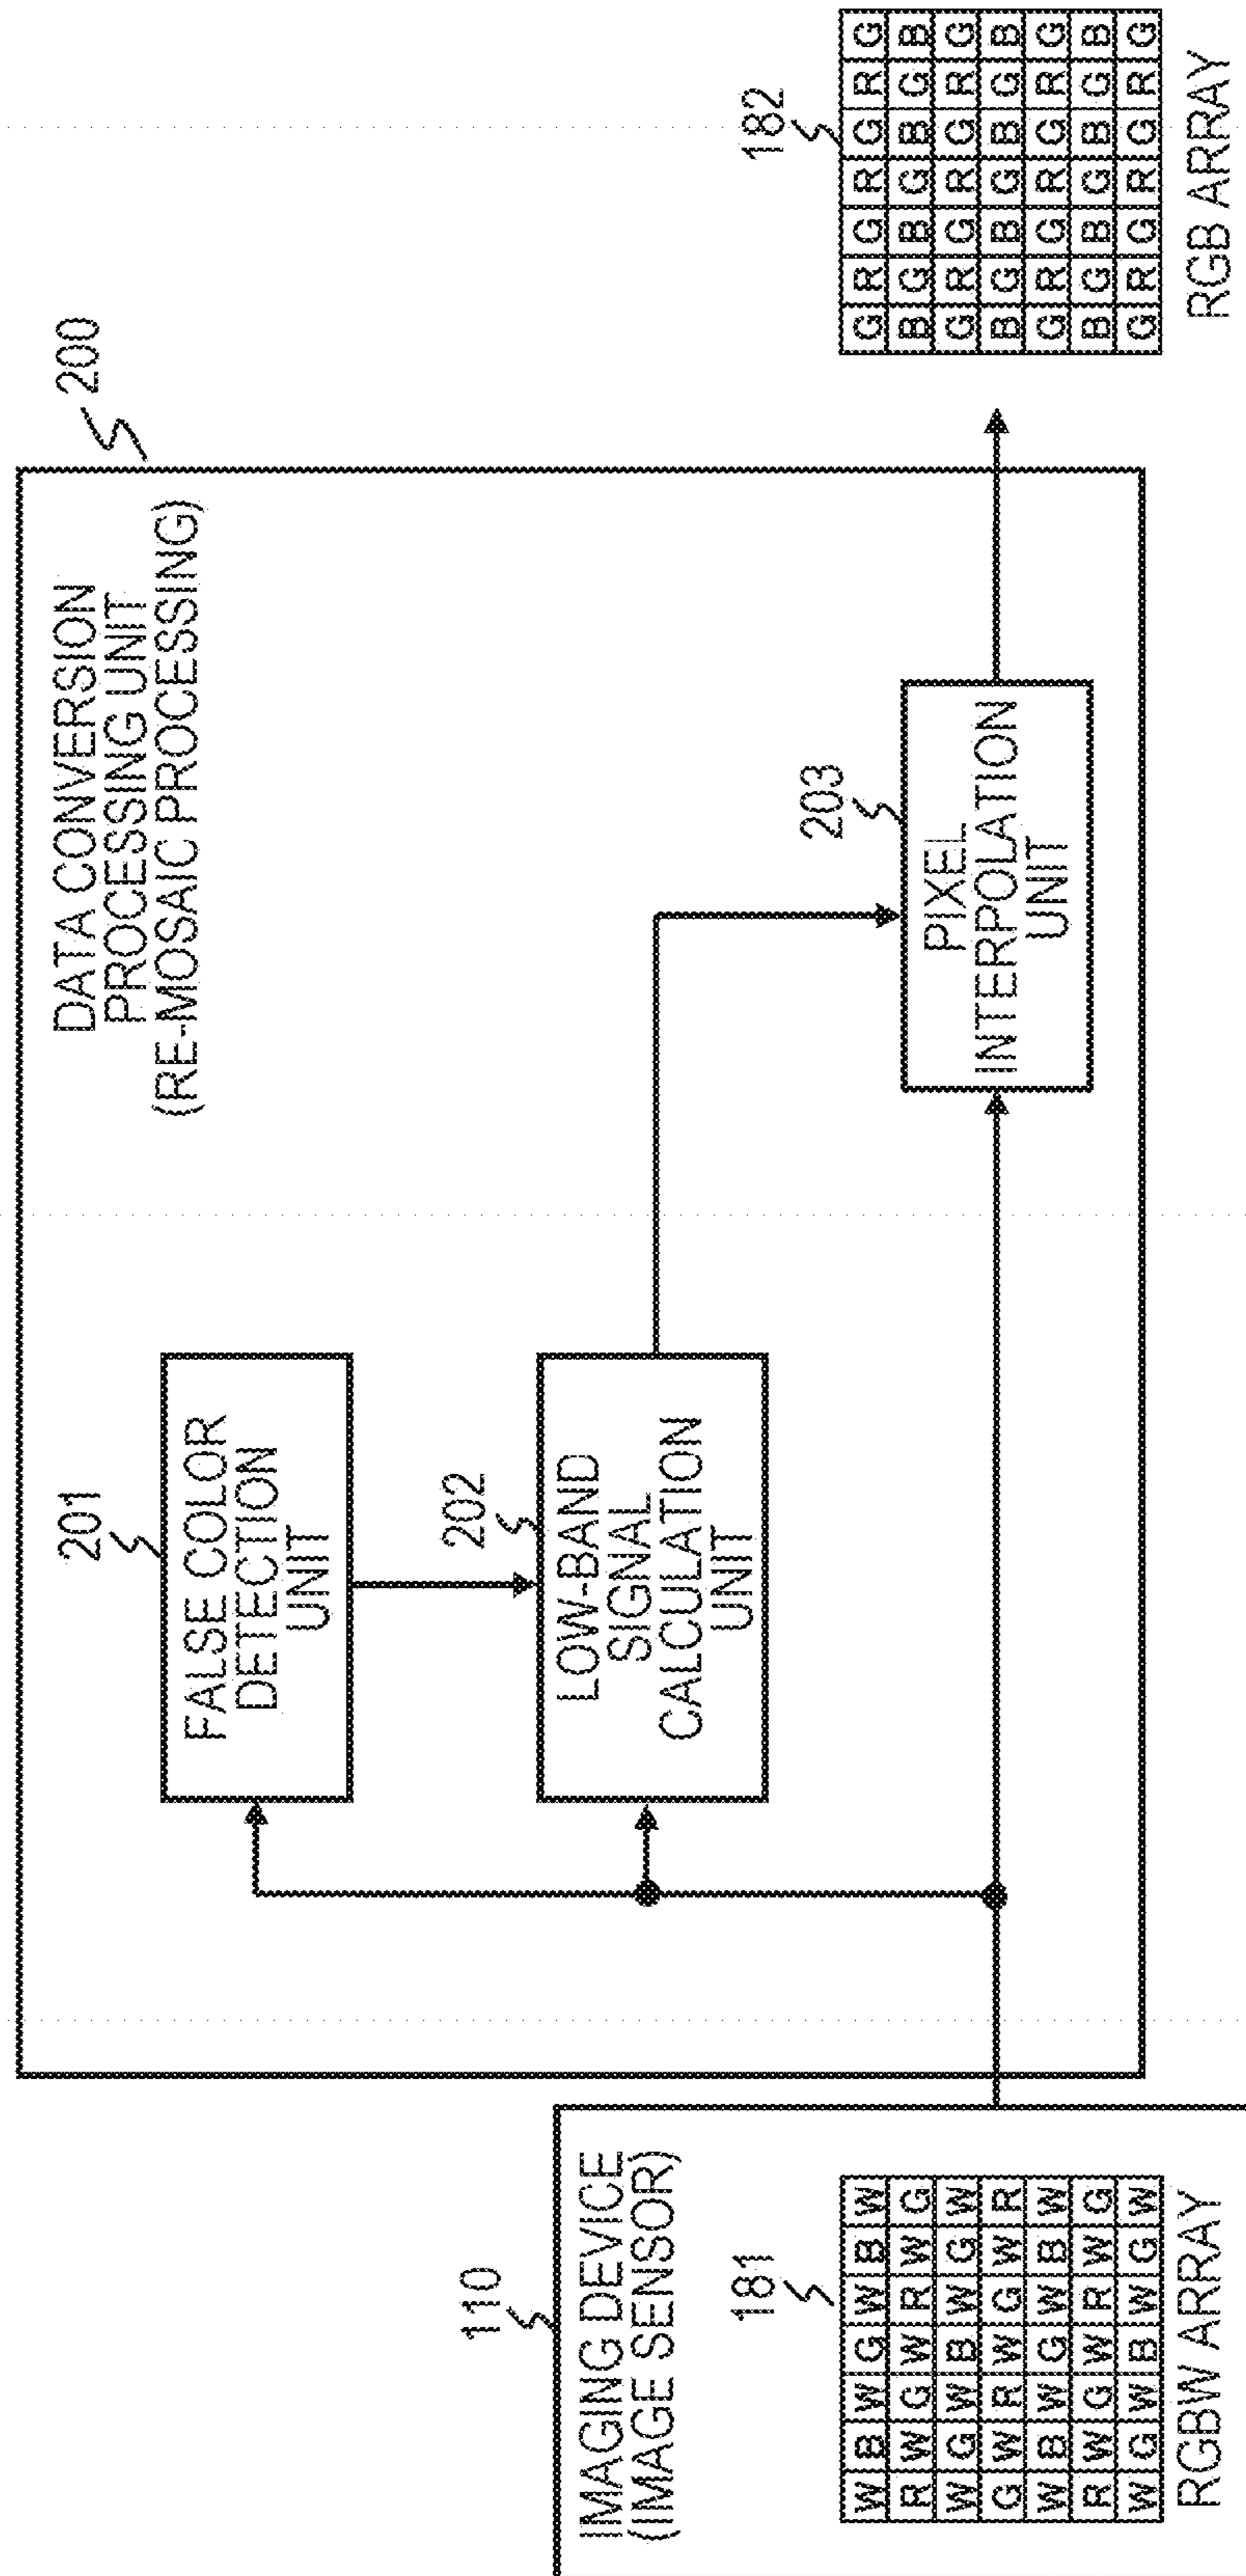 200
DATA CONVERSION
PROCESSING UNIT
(RE-MOSAIC PROCESSING)
201
FALSE COLOR
DETECTION
UNIT
202
LOW-BAND
SIGNAL
CALCULATION
UNIT
203
PIXEL
INTERPOLATION
UNIT
110
IMAGING DEVICE
(IMAGE SENSOR)
181
W B W G W B W
R W G W R W G
W G W B W G W
G W R W G W R
W B W G W B W
R W G W R W G
W G W B W G W
RGBW ARRAY
182
G R G R G R G
B G B G B G B
G R G R G R G
B G B G B G B
G R G R G R G
B G B G B G B
G R G R G R G
RGB ARRAY